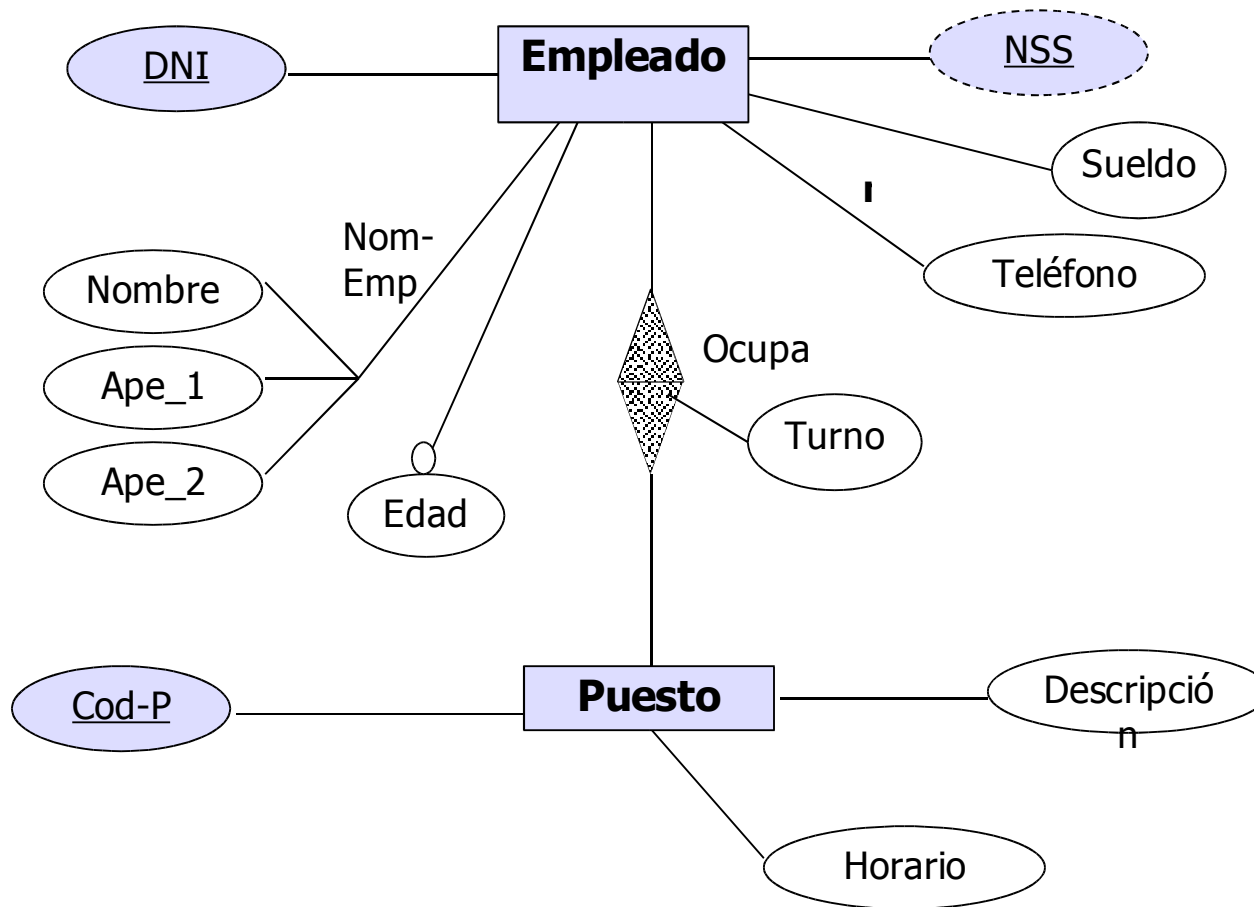 Empleado
DNI
NSS
Sueldo
Teléfono
Nom-
Emp
Nombre
Ape_1
Ape_2
Edad
Ocupa
Turno
Puesto
Cod-P
Descripció
n
Horario